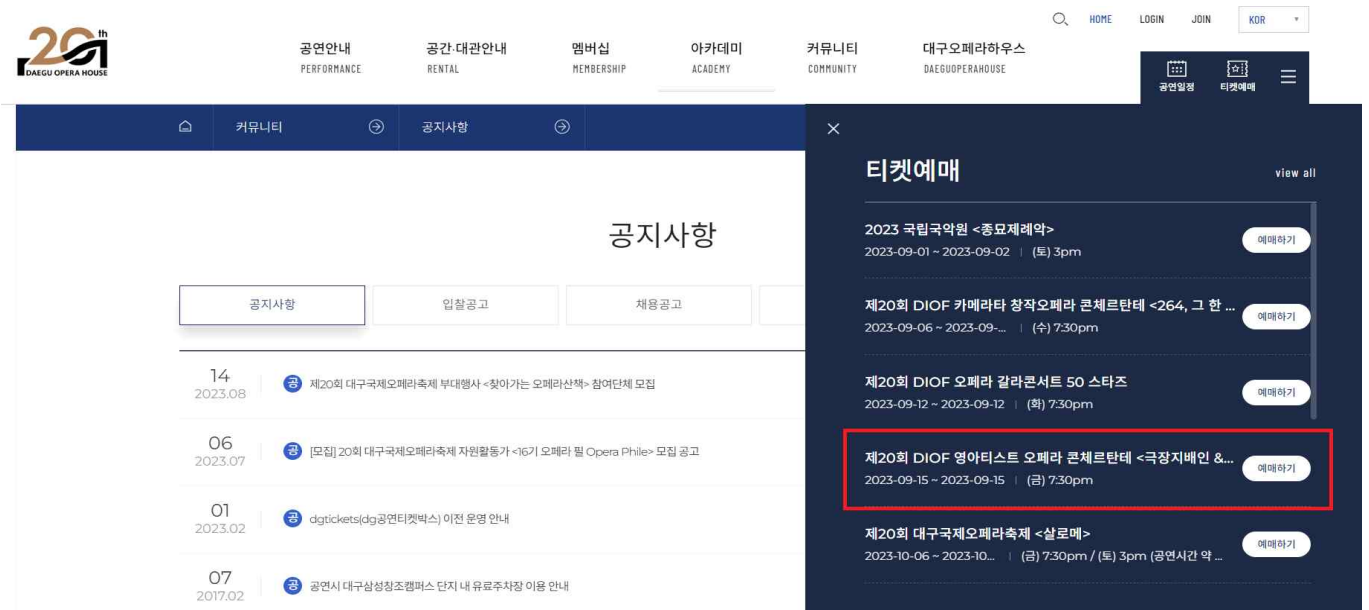 HOME LOGIN JOIN KOR
20th
DAEGU OPERA HOUSE
공연안내 공간·대관안내 멤버십 아카데미 커뮤니티 대구오페라하우스
PERFORMANCE RENTAL MEMBERSHIP ACADEMY COMMUNITY DAEGUOPERAHOUSE
공연일정 티켓예매
커뮤니티 공지사항
공지사항
공지사항 입찰공고 채용공고
14
2023.08
공 제20회 대구국제오페라축제 부대행사 <찾아가는 오페라산책> 참여단체 모집
06
2023.07
공 [모집] 20회 대구국제오페라축제 자원활동가 <16기 오페라 필 Opera Phile> 모집 공고
01
2023.02
공 dgtickets(dg공연티켓박스) 이전 운영 안내
07
2017.02
공 공연시 대구삼성창조캠퍼스 단지 내 유료주차장 이용 안내
티켓예매
view all
2023 국립국악원 <종묘제례악>
2023-09-01 ~ 2023-09-02 | (토) 3pm
예매하기
제20회 DIOF 카메라타 창작오페라 콘체르탄테 <264, 그 한 ...
2023-09-06 ~ 2023-09-... | (수) 7:30pm
예매하기
제20회 DIOF 오페라 갈라콘서트 50 스타즈
2023-09-12 ~ 2023-09-12 | (화) 7:30pm
예매하기
제20회 DIOF 영아티스트 오페라 콘체르탄테 <극장지배인 &...
2023-09-15 ~ 2023-09-15 | (금) 7:30pm
예매하기
제20회 대구국제오페라축제 <살로메>
2023-10-06 ~ 2023-10... | (금) 7:30pm / (토) 3pm (공연시간 약 ...
예매하기